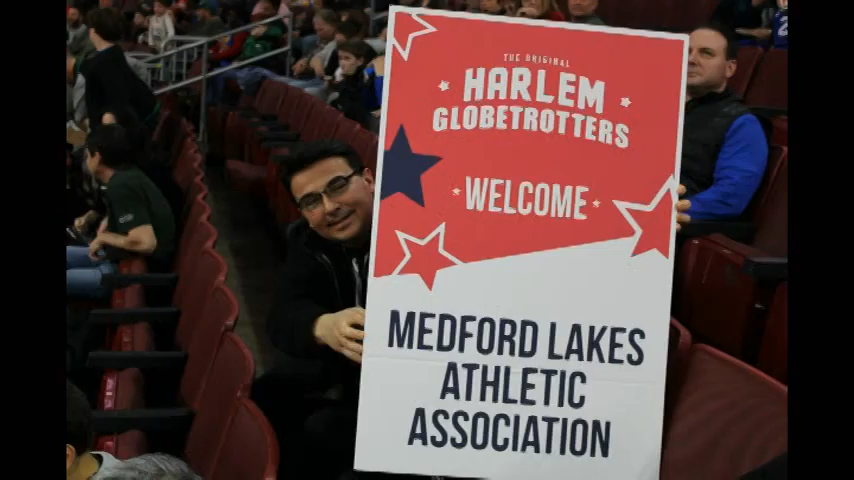 THE ORIGINAL
HARLEM
GLOBETROTTERS
WELCOME
MEDFORD LAKES
ATHLETIC
ASSOCIATION